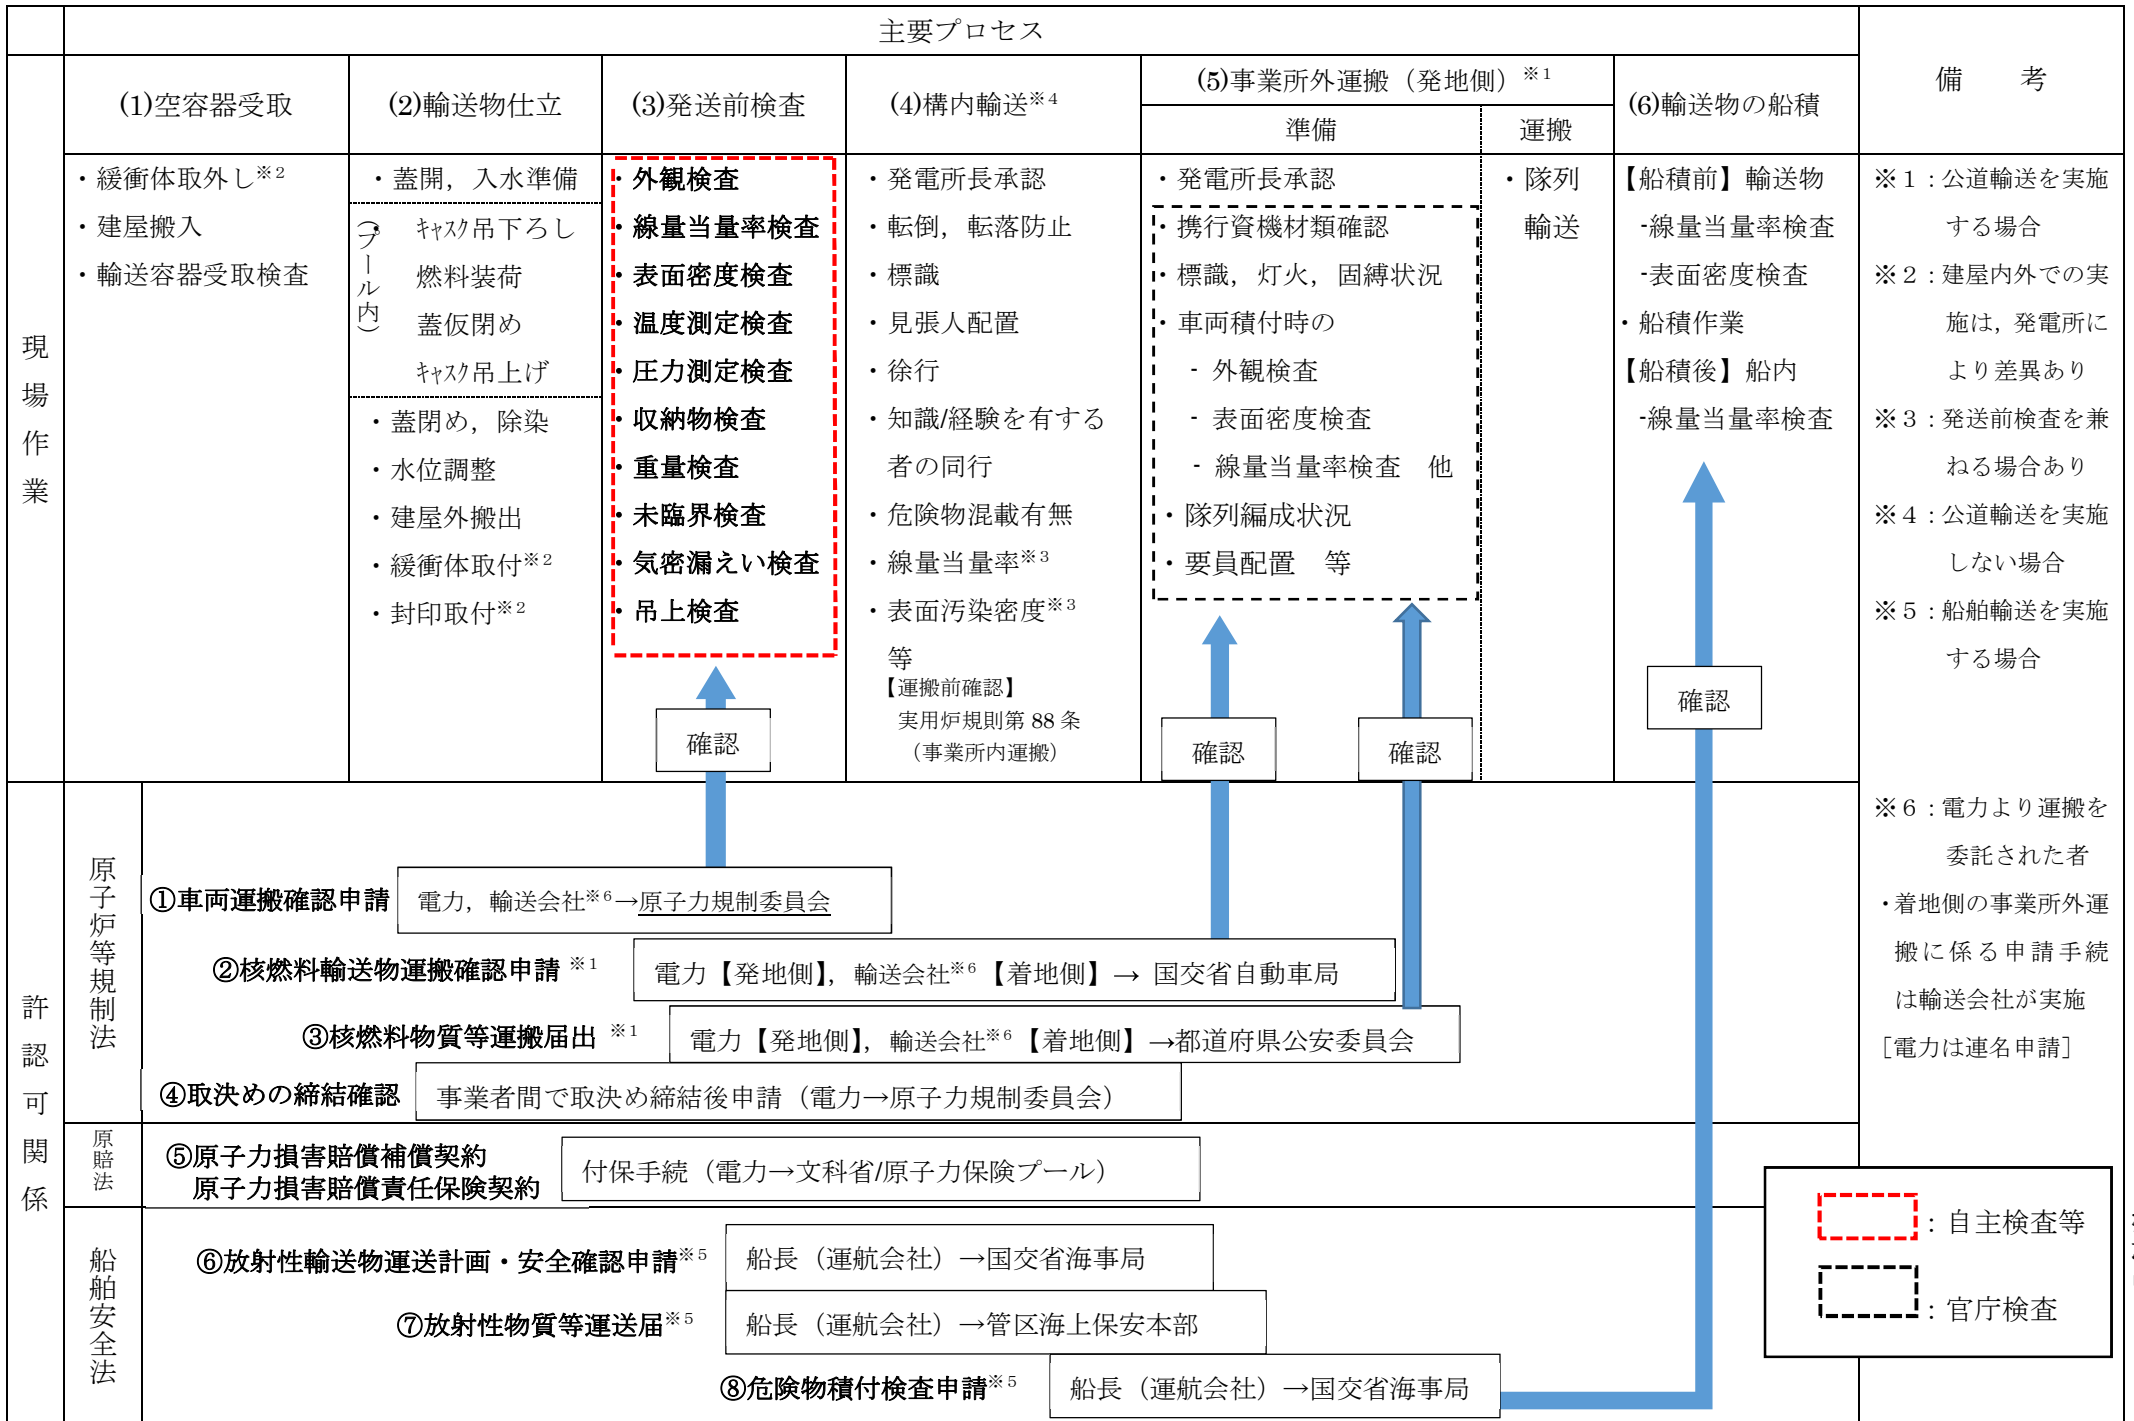 主要プロセス
備　考
(1)空容器受取
(2)輸送物仕立
(3)発送前検査
(4)構内輸送※4
(5)事業所外運搬（発地側）※1
準備
運搬
(6)輸送物の船積
現場作業
・緩衝体取外し※2
・建屋搬入
・輸送容器受取検査
・蓋開，入水準備
（プール内）
ｷｬｽｸ吊下ろし
燃料装荷
蓋仮閉め
ｷｬｽｸ吊上げ
・蓋閉め，除染
・水位調整
・建屋外搬出
・緩衝体取付※2
・封印取付※2
・外観検査
・線量当量率検査
・表面密度検査
・温度測定検査
・圧力測定検査
・収納物検査
・重量検査
・未臨界検査
・気密漏えい検査
・吊上検査
確認
・発電所長承認
・転倒，転落防止
・標識
・見張人配置
・徐行
・知識/経験を有する
者の同行
・危険物混載有無
・線量当量率※3
・表面汚染密度※3
等
【運搬前確認】
実用炉規則第 88 条
（事業所内運搬）
・発電所長承認
・携行資機材類確認
・標識，灯火，固縛状況
・車両積付時の
- 外観検査
- 表面密度検査
- 線量当量率検査　他
・隊列編成状況
・要員配置　等
確認
確認
・隊列
輸送
【船積前】輸送物
-線量当量率検査
-表面密度検査
・船積作業
【船積後】船内
-線量当量率検査
確認
※１：公道輸送を実施
する場合
※２：建屋内外での実
施は，発電所に
より差異あり
※３：発送前検査を兼
ねる場合あり
※４：公道輸送を実施
しない場合
※５：船舶輸送を実施
する場合
※６：電力より運搬を
委託された者
・着地側の事業所外運
搬に係る申請手続
は輸送会社が実施
［電力は連名申請］
許認可関係
原子炉等規制法
①車両運搬確認申請
電力，輸送会社※6→原子力規制委員会
②核燃料輸送物運搬確認申請 ※1
電力【発地側】，輸送会社※6【着地側】→ 国交省自動車局
③核燃料物質等運搬届出 ※1
電力【発地側】，輸送会社※6【着地側】→都道府県公安委員会
④取決めの締結確認
事業者間で取決め締結後申請（電力→原子力規制委員会）
原賠法
⑤原子力損害賠償補償契約
原子力損害賠償責任保険契約
付保手続（電力→文科省/原子力保険プール）
船舶安全法
⑥放射性輸送物運送計画・安全確認申請※5
船長（運航会社）→国交省海事局
⑦放射性物質等運送届※5
船長（運航会社）→管区海上保安本部
⑧危険物積付検査申請※5
船長（運航会社）→国交省海事局
：自主検査等
：官庁検査